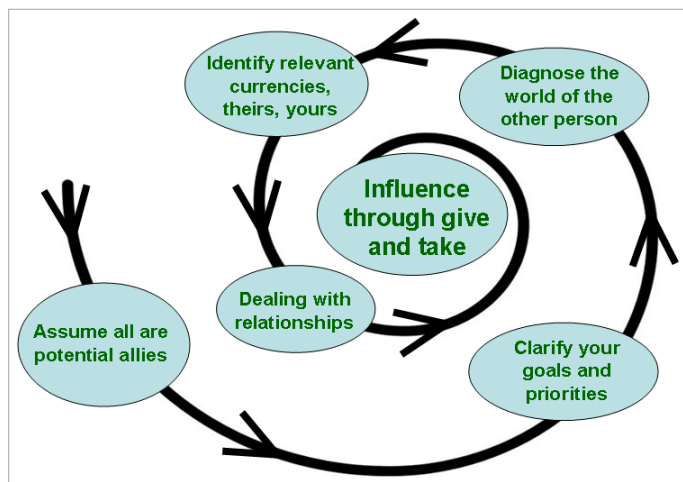 Identify relevant
currencies,
theirs, yours
Diagnose the
world of the
other person
Influence
through give
and take
Dealing with
relationships
Assume all are
potential allies
Clarify your
goals and
priorities